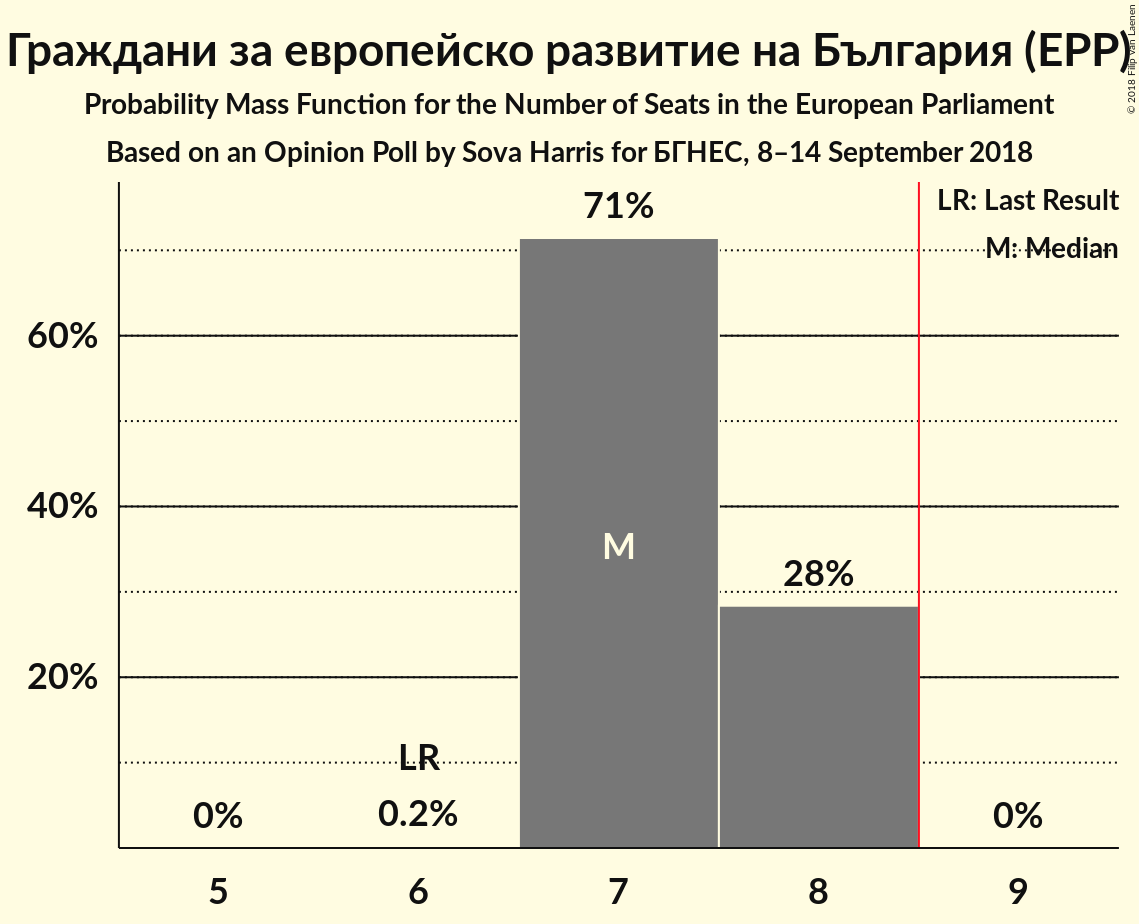 Граждани за европейско развитие на България (EPP)
Probability Mass Function for the Number of Seats in the European Parliament
Based on an Opinion Poll by Sova Harris for БГНЕС, 8–14 September 2018
© 2018 Filip van Laenen
LR: Last Result
M: Median
71%
60%
40%
20%
M
28%
LR
0%
0.2%
0%
5
6
7
8
9